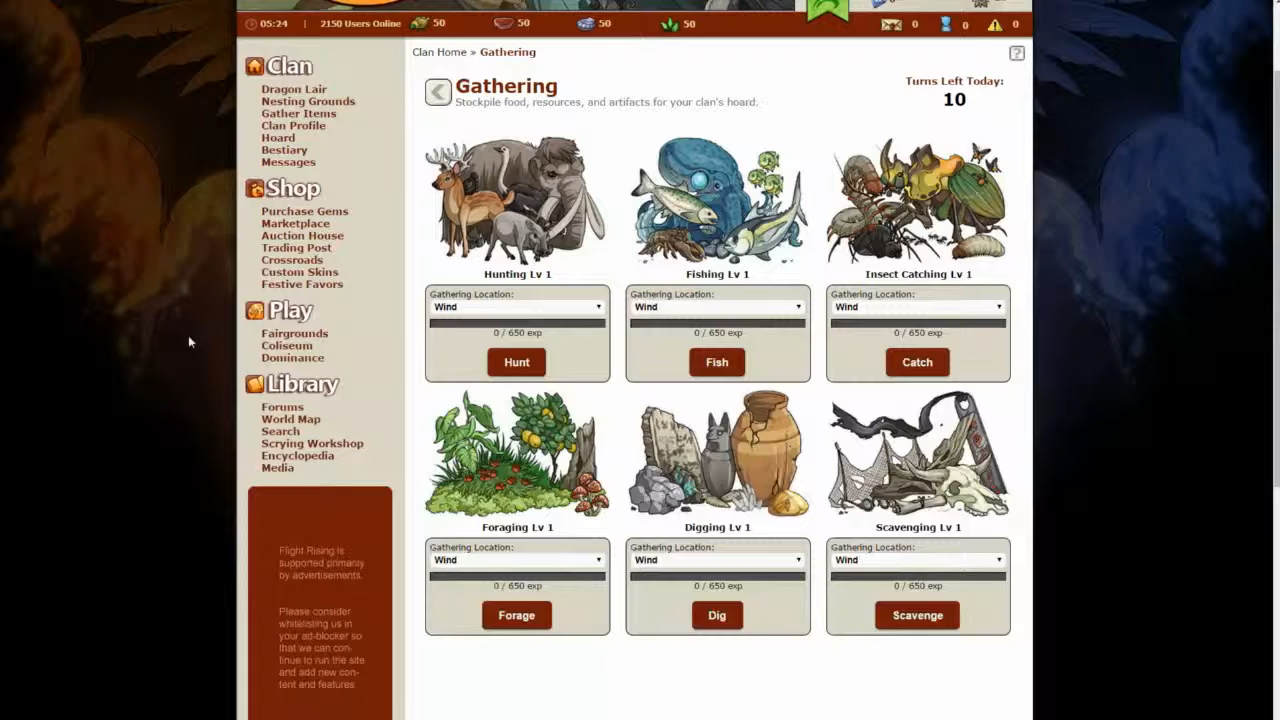 05:24 | 2150 Users Online 50 50 50 50 0 0 0
Clan Home » Gathering ?
Clan
Dragon Lair
Nesting Grounds
Gather Items
Clan Profile
Hoard
Bestiary
Messages
Shop
Purchase Gems
Marketplace
Auction House
Trading Post
Crossroads
Custom Skins
Festive Favors
Play
Fairgrounds
Coliseum
Dominance
Library
Forums
World Map
Search
Scrying Workshop
Encyclopedia
Media
Flight Rising is
supported primarily
by advertisements.
Please consider
whitelisting us in
your ad-blocker so
that we can con-
tinue to run the site
and add new con-
tent and features
Gathering
Stockpile food, resources, and artifacts for your clan's hoard.
Turns Left Today:
10
Hunting Lv 1
Gathering Location:
Wind
0 / 650 exp
Hunt
Fishing Lv 1
Gathering Location:
Wind
0 / 650 exp
Fish
Insect Catching Lv 1
Gathering Location:
Wind
0 / 650 exp
Catch
Foraging Lv 1
Gathering Location:
Wind
0 / 650 exp
Forage
Digging Lv 1
Gathering Location:
Wind
0 / 650 exp
Dig
Scavenging Lv 1
Gathering Location:
Wind
0 / 650 exp
Scavenge